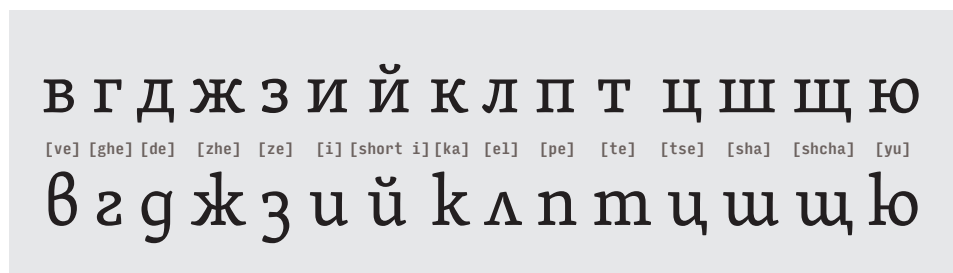 в г д ж з и й к л п т ц ш щ ю
[ve] [ghe] [de] [zhe] [ze] [i] [short i] [ka] [el] [pe] [te] [tse] [sha] [shcha] [yu]
в г д ж з и й к л п т ц ш щ ю